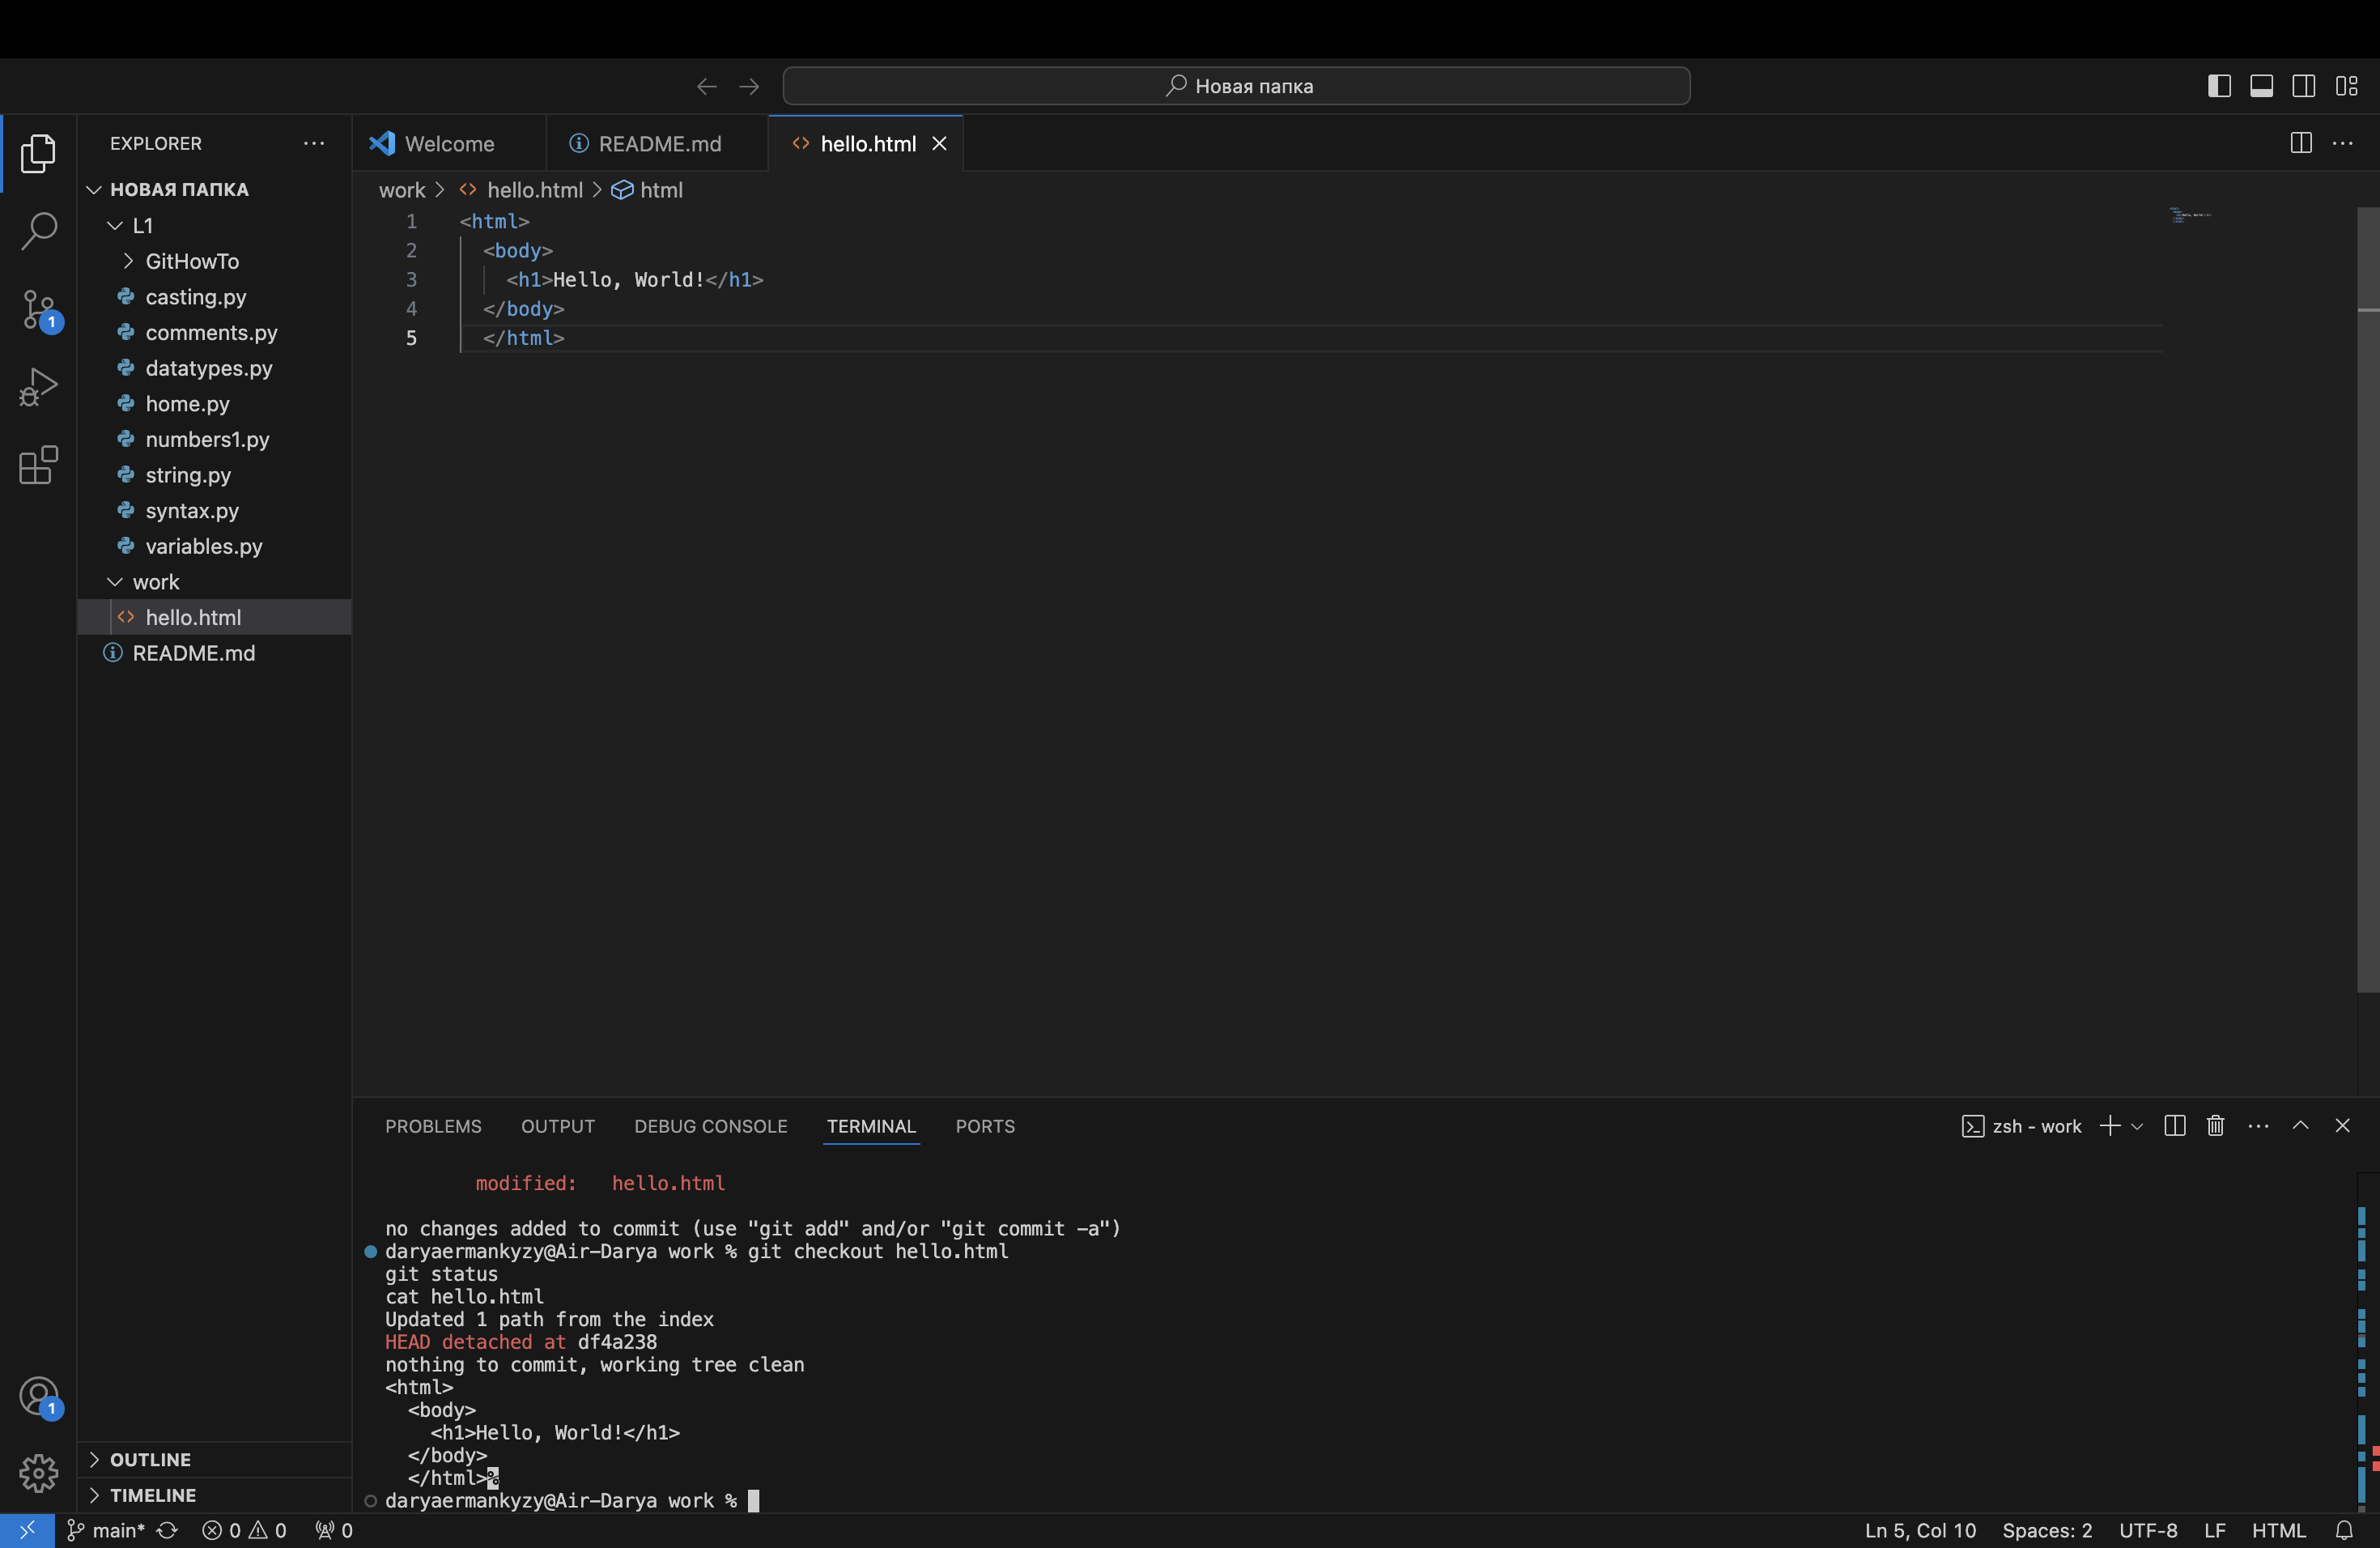 Новая папка
EXPLORER
Welcome
README.md
hello.html
НОВАЯ ПАПКА
work > hello.html > html
L1
GitHowTo
casting.py
comments.py
datatypes.py
home.py
numbers1.py
string.py
syntax.py
variables.py
work
hello.html
README.md
1
1 <html>
2 <body>
3 <h1>Hello, World!</h1>
4 </body>
5 </html>
PROBLEMS OUTPUT DEBUG CONSOLE TERMINAL PORTS
zsh - work
modified: hello.html
no changes added to commit (use "git add" and/or "git commit -a")
daryaermankyzy@Air-Darya work % git checkout hello.html
git status
cat hello.html
Updated 1 path from the index
HEAD detached at df4a238
nothing to commit, working tree clean
<html>
<body>
<h1>Hello, World!</h1>
</body>
</html>%
daryaermankyzy@Air-Darya work %
1
OUTLINE
TIMELINE
main* 0 0 0
Ln 5, Col 10 Spaces: 2 UTF-8 LF HTML